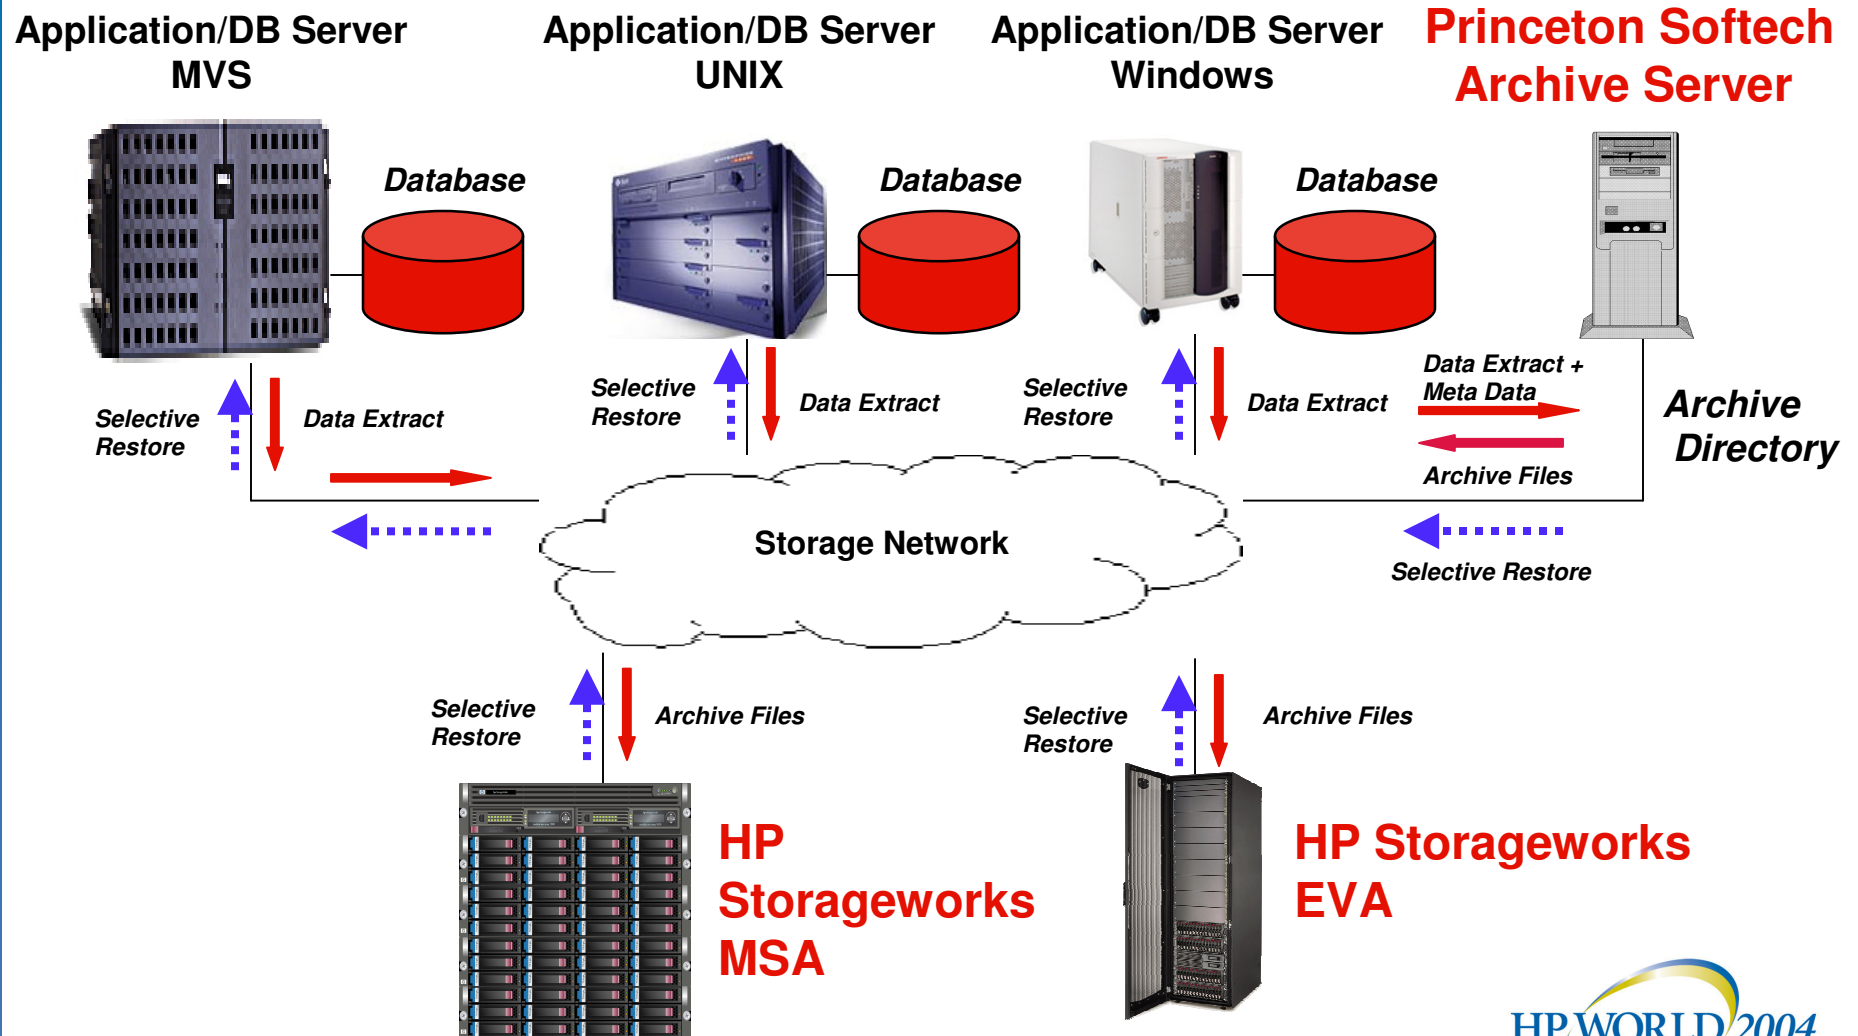 Application/DB Server
MVS
Application/DB Server
UNIX
Application/DB Server
Windows
Princeton Softech
Archive Server
Database
Database
Database
Selective
Restore
Data Extract
Selective
Restore
Data Extract
Selective
Restore
Data Extract
Data Extract +
Meta Data
Archive Files
Archive
Directory
Storage Network
Selective Restore
Selective
Restore
Archive Files
Selective
Restore
Archive Files
HP
Storageworks
MSA
HP Storageworks
EVA
HP WORLD 2004